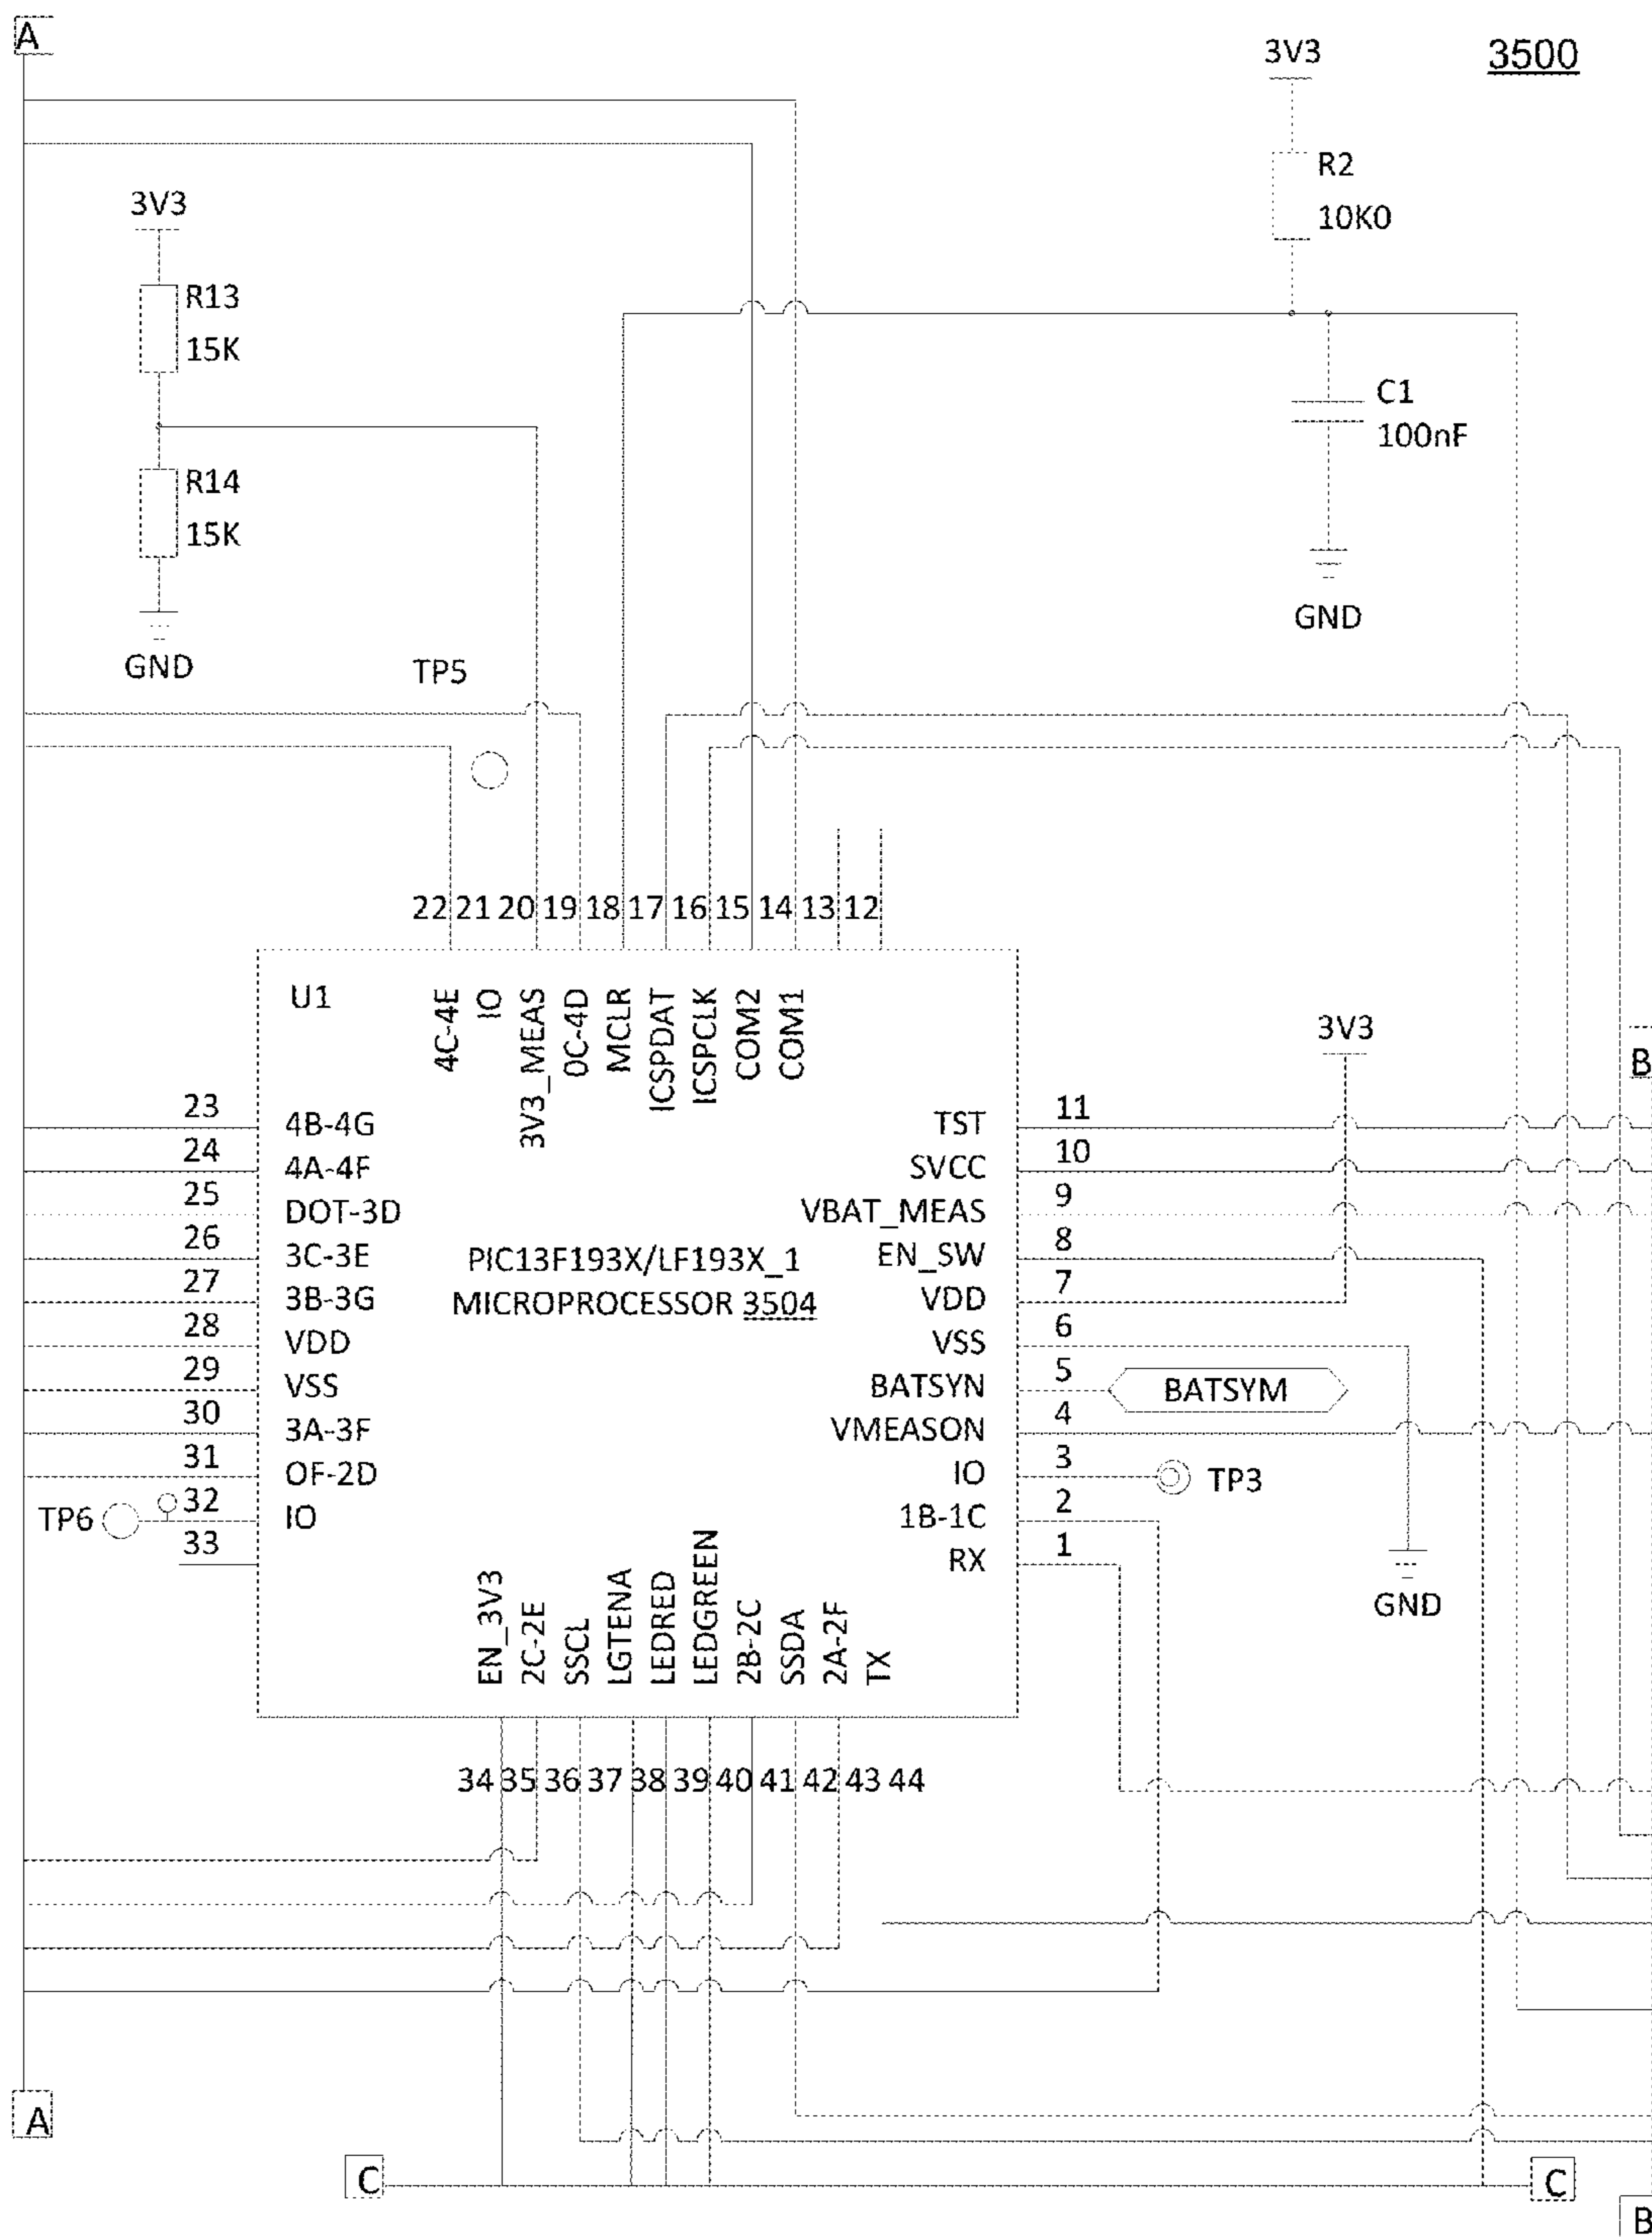 A
3V3
3500
R2
10K0
3V3
R13
15K
C1
100nF
R14
15K
GND
GND
TP5
22 21 20 19 18 17 16 15 14 13 12
U1
4C-4E
IO
3V3_MEAS
0C-4D
MCLR
ICSPDAT
ICSPCLK
COM2
COM1
3V3
B
23
4B-4G
24
4A-4F
25
DOT-3D
26
3C-3E
27
3B-3G
28
VDD
29
VSS
30
3A-3F
31
OF-2D
TP6
32
IO
33
PIC13F193X/LF193X_1
MICROPROCESSOR 3504
TST
11
SVCC
10
VBAT_MEAS
9
EN_SW
8
VDD
7
VSS
6
BATSYN
5
BATSYM
VMEASON
4
IO
3
TP3
1B-1C
2
RX
1
GND
EN_3V3
2C-2E
SSCL
LGTENA
LEDRED
LEDGREEN
2B-2C
SSDA
2A-2F
TX
34 35 36 37 38 39 40 41 42 43 44
A
C
C
B